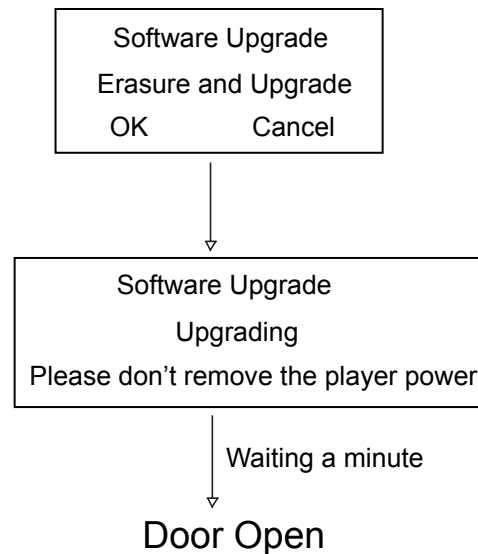 Software Upgrade
Erasure and Upgrade
OK Cancel
Software Upgrade
Upgrading
Please don't remove the player power
Waiting a minute
Door Open